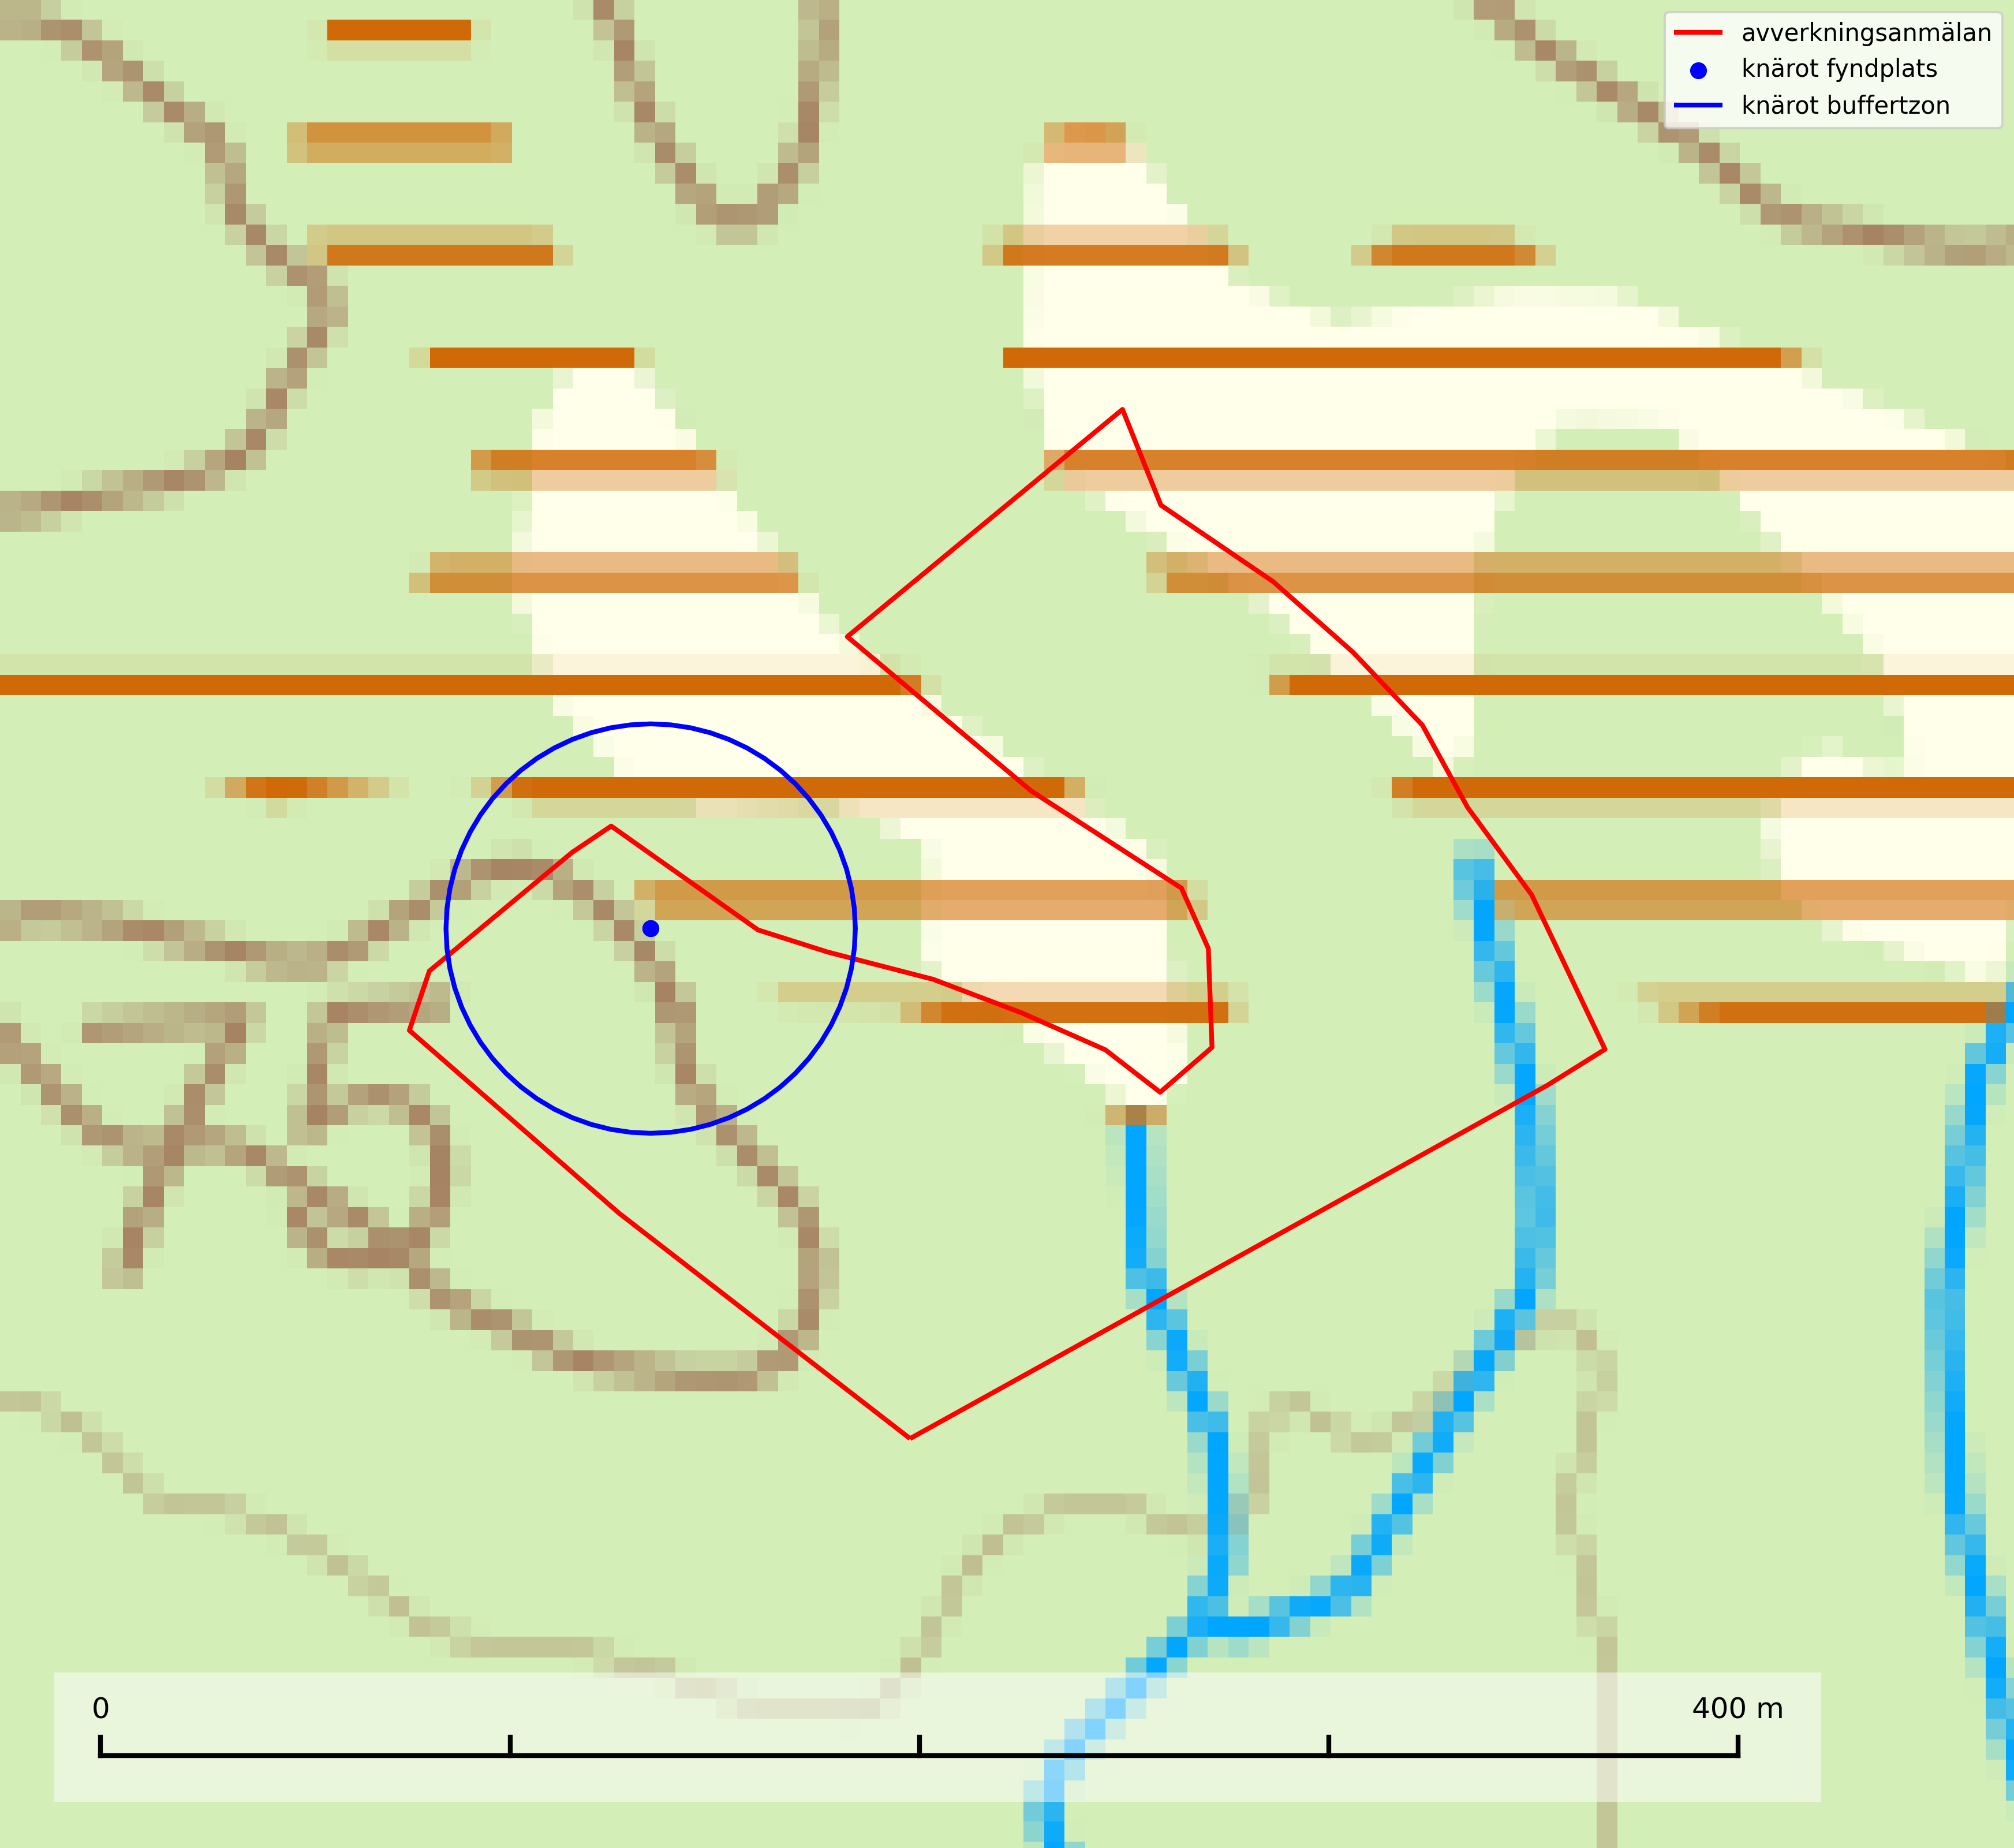 avverkningsanmälan
knärot fyndplats
knärot buffertzon
0
400 m